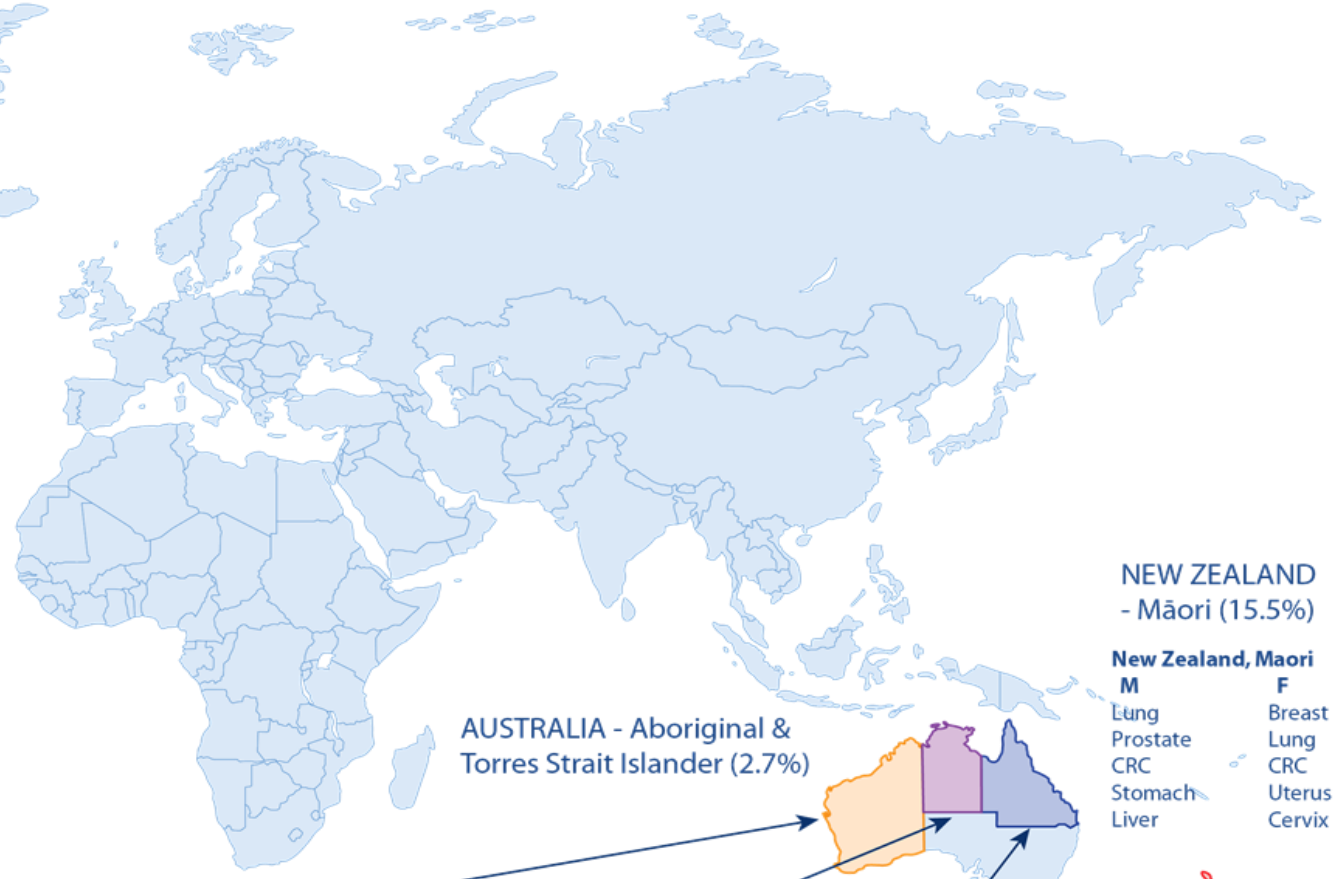 NEW ZEALAND
- Māori (15.5%)
New Zealand, Maori
M F
Lung Breast
Prostate Lung
CRC CRC
Stomach Uterus
Liver Cervix
AUSTRALIA - Aboriginal &
Torres Strait Islander (2.7%)